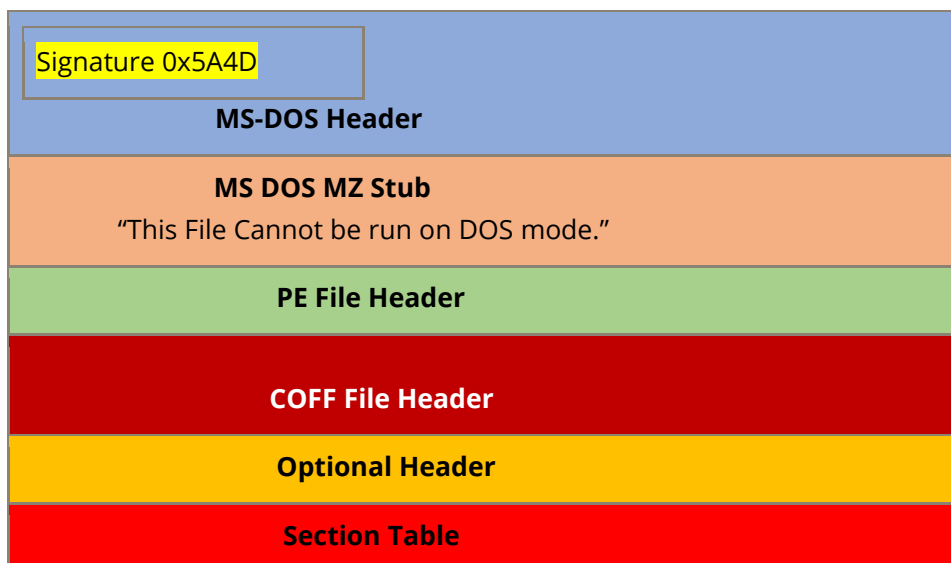 Signature 0x5A4D
MS-DOS Header
MS DOS MZ Stub
“This File Cannot be run on DOS mode.”
PE File Header
COFF File Header
Optional Header
Section Table